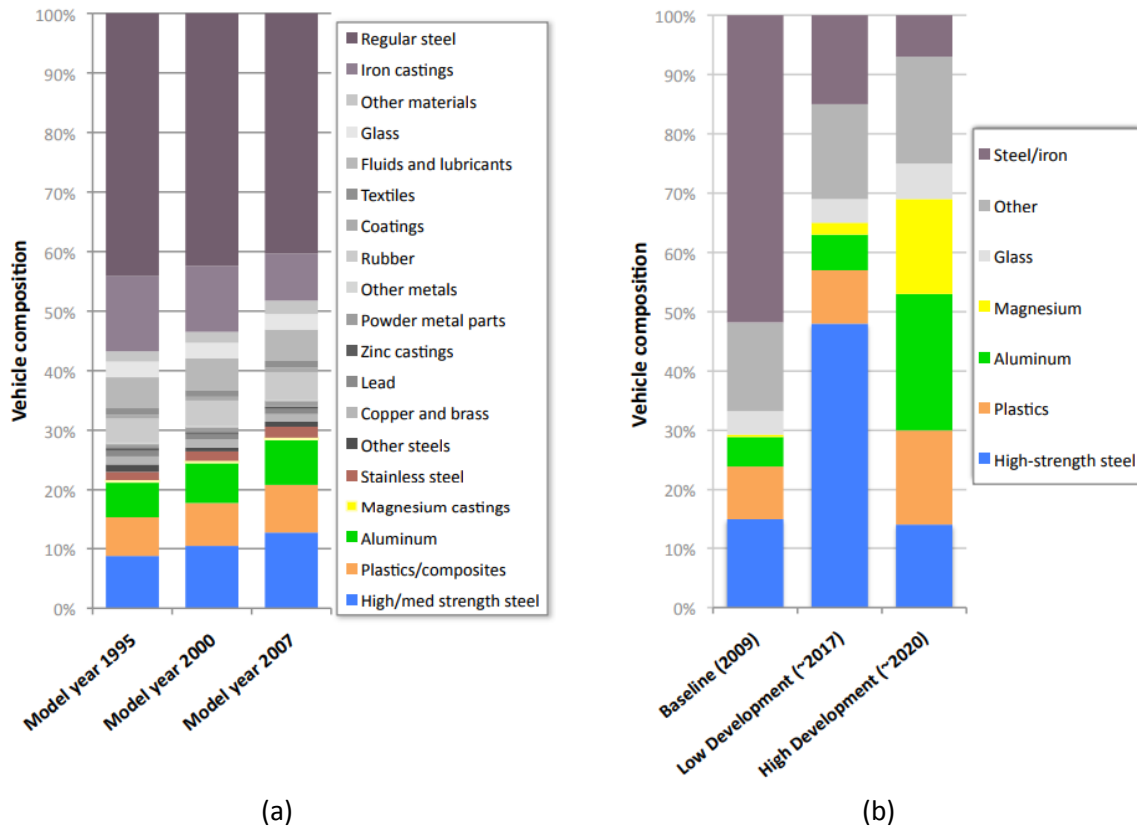 100%
90%
80%
70%
60%
50%
40%
30%
20%
10%
0%
Vehicle composition
Model year 1995
Model year 2000
Model year 2007
Regular steel
Iron castings
Other materials
Glass
Fluids and lubricants
Textiles
Coatings
Rubber
Other metals
Powder metal parts
Zinc castings
Lead
Copper and brass
Other steels
Stainless steel
Magnesium castings
Aluminum
Plastics/composites
High/med strength steel
(a)
100%
90%
80%
70%
60%
50%
40%
30%
20%
10%
0%
Vehicle composition
Baseline (2009)
Low Development (~2017)
High Development (~2020)
Steel/iron
Other
Glass
Magnesium
Aluminum
Plastics
High-strength steel
(b)